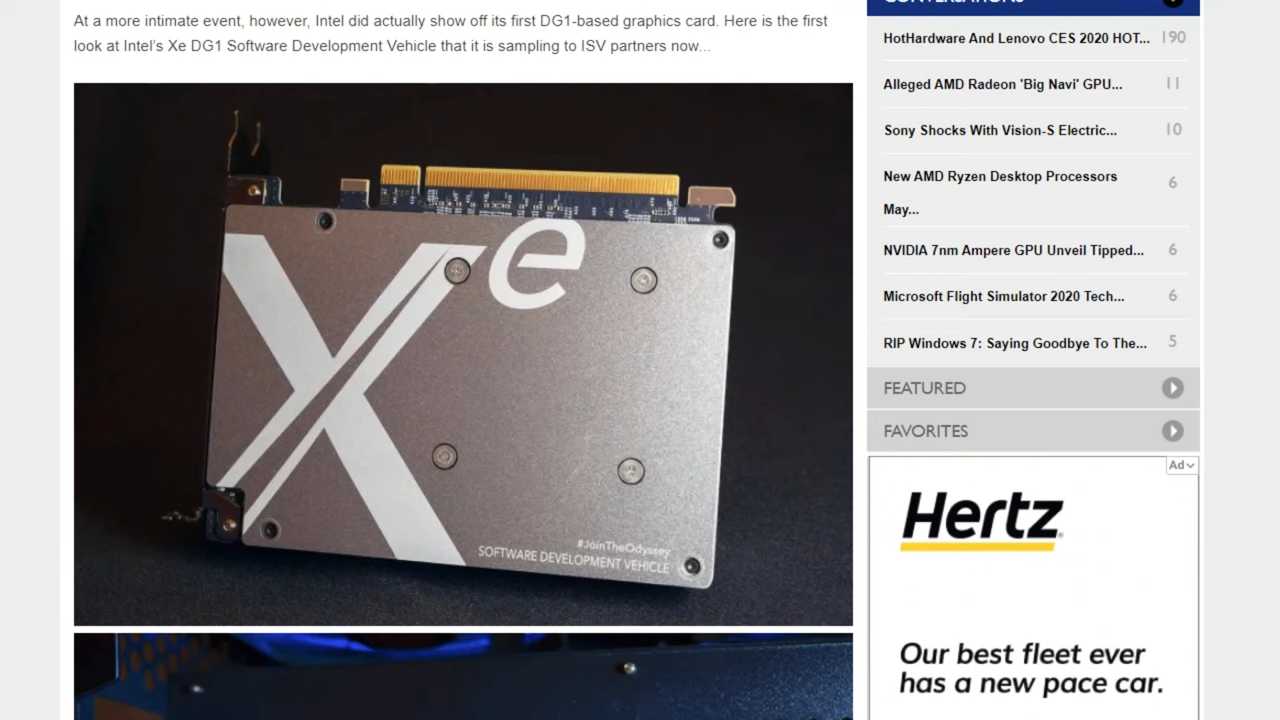 At a more intimate event, however, Intel did actually show off its first DG1-based graphics card. Here is the first
look at Intel's Xe DG1 Software Development Vehicle that it is sampling to ISV partners now...
Xe
#JoinTheOdyssey
SOFTWARE DEVELOPMENT VEHICLE
CONVERSATIONS
HotHardware And Lenovo CES 2020 HOT... 190
Alleged AMD Radeon 'Big Navi' GPU... 11
Sony Shocks With Vision-S Electric... 10
New AMD Ryzen Desktop Processors
May... 6
NVIDIA 7nm Ampere GPU Unveil Tipped... 6
Microsoft Flight Simulator 2020 Tech... 6
RIP Windows 7: Saying Goodbye To The... 5
FEATURED
FAVORITES
Ad
Hertz
Our best fleet ever
has a new pace car.